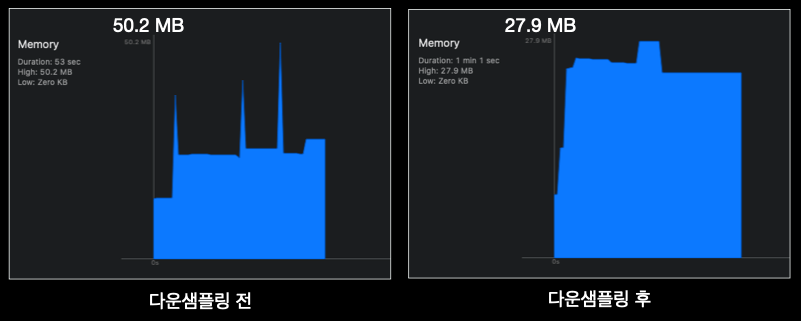 50.2 MB
50.2 MB
Memory
Duration: 53 sec
High: 50.2 MB
Low: Zero KB
0s
다운샘플링 전
27.9 MB
27.9 MB
Memory
Duration: 1 min 1 sec
High: 27.9 MB
Low: Zero KB
0s
다운샘플링 후